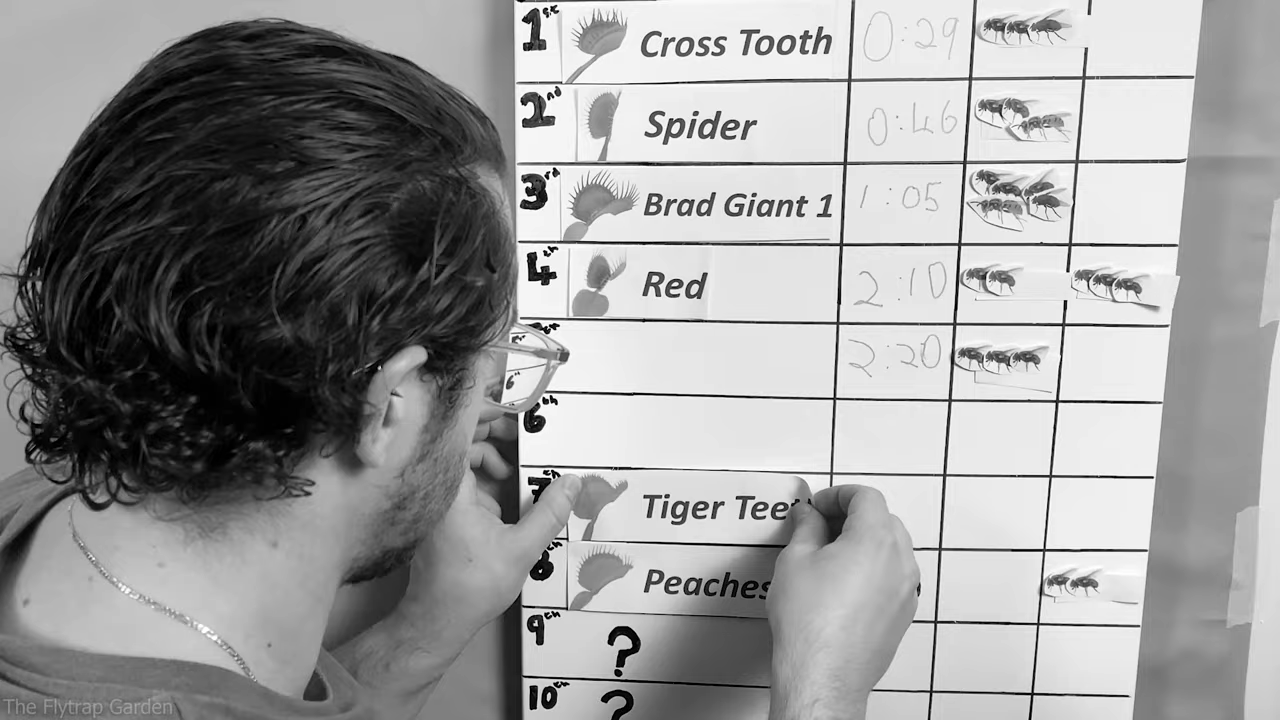 1st Cross Tooth 0:29
2nd Spider 0:46
3rd Brad Giant 1 1:05
4th Red 2:10
2:20
6th
7th Tiger
8th Peaches
9th ?
10th ?
The Flytrap Garden